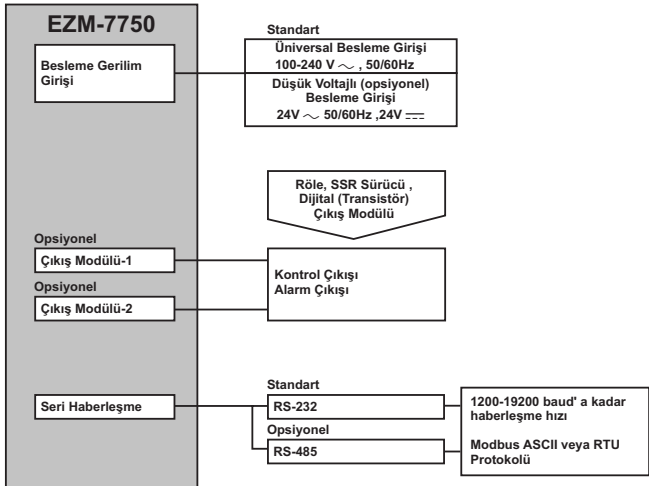 EZM-7750
Besleme Gerilim
Girişi
Standart
Üniversal Besleme Girişi
100-240 V ～ , 50/60Hz
Düşük Voltajlı (opsiyonel)
Besleme Girişi
24V ～ 50/60Hz ,24V ⎓
Röle, SSR Sürücü ,
Dijital (Transistör)
Çıkış Modülü
Opsiyonel
Çıkış Modülü-1
Opsiyonel
Çıkış Modülü-2
Kontrol Çıkışı
Alarm Çıkışı
Seri Haberleşme
Standart
RS-232
Opsiyonel
RS-485
1200-19200 baud' a kadar
haberleşme hızı
Modbus ASCII veya RTU
Protokolü